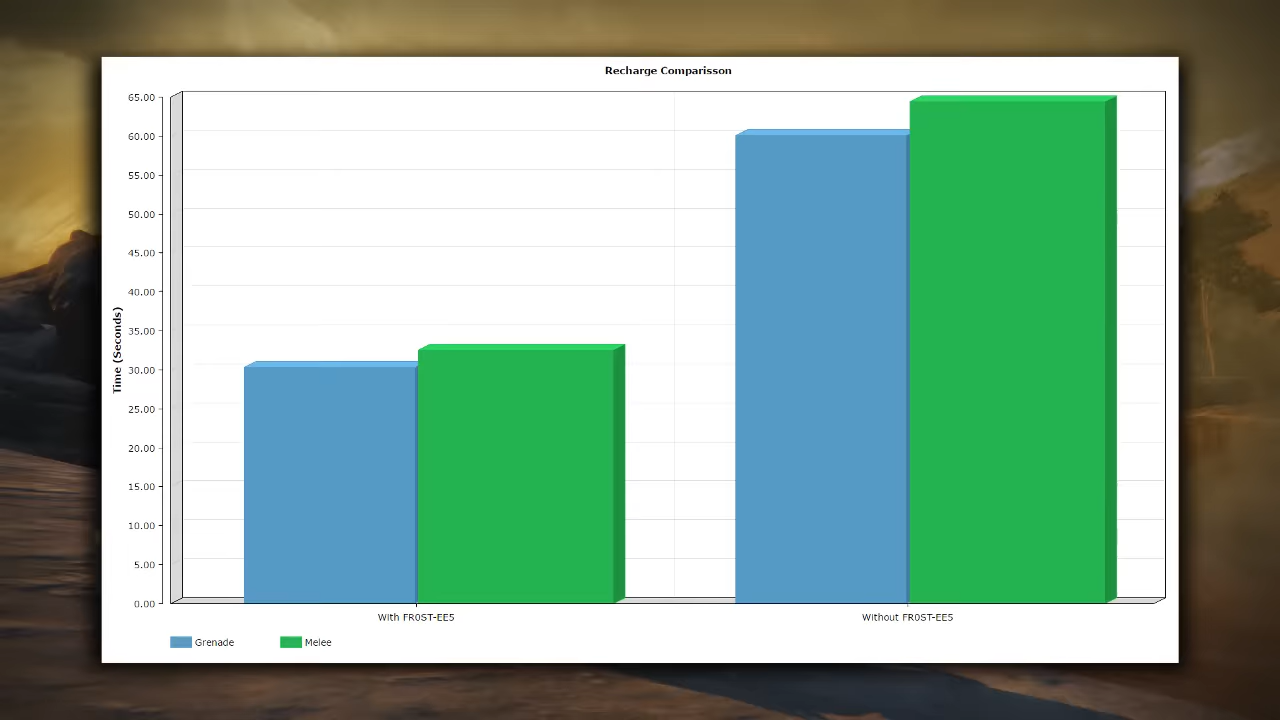 Recharge Comparisson
65.00
60.00
55.00
50.00
45.00
40.00
35.00
30.00
25.00
20.00
15.00
10.00
5.00
0.00
Time (Seconds)
With FR0ST-EE5
Without FR0ST-EE5
Grenade
Melee